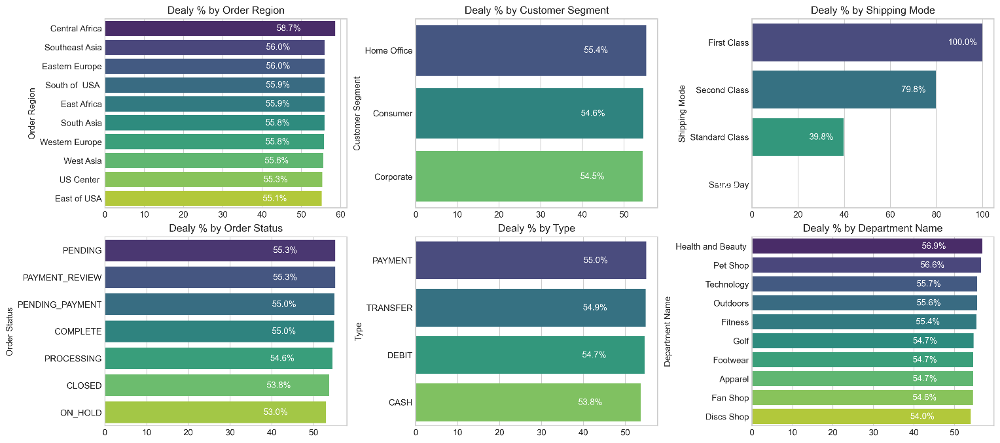 Dealy % by Order Region
Order Region
Central Africa 58.7%
Southeast Asia 56.0%
Eastern Europe 56.0%
South of USA 55.9%
East Africa 55.9%
South Asia 55.8%
Western Europe 55.8%
West Asia 55.6%
US Center 55.3%
East of USA 55.1%
0 10 20 30 40 50 60
Dealy % by Customer Segment
Customer Segment
Home Office 55.4%
Consumer 54.6%
Corporate 54.5%
0 10 20 30 40 50
Dealy % by Shipping Mode
Shipping Mode
First Class 100.0%
Second Class 79.8%
Standard Class 39.8%
Same Day
0 20 40 60 80 100
Dealy % by Order Status
Order Status
PENDING 55.3%
PAYMENT_REVIEW 55.3%
PENDING_PAYMENT 55.0%
COMPLETE 55.0%
PROCESSING 54.6%
CLOSED 53.8%
ON_HOLD 53.0%
0 10 20 30 40 50
Dealy % by Type
Type
PAYMENT 55.0%
TRANSFER 54.9%
DEBIT 54.7%
CASH 53.8%
0 10 20 30 40 50
Dealy % by Department Name
Department Name
Health and Beauty 56.9%
Pet Shop 56.6%
Technology 55.7%
Outdoors 55.6%
Fitness 55.4%
Golf 54.7%
Footwear 54.7%
Apparel 54.7%
Fan Shop 54.6%
Discs Shop 54.0%
0 10 20 30 40 50